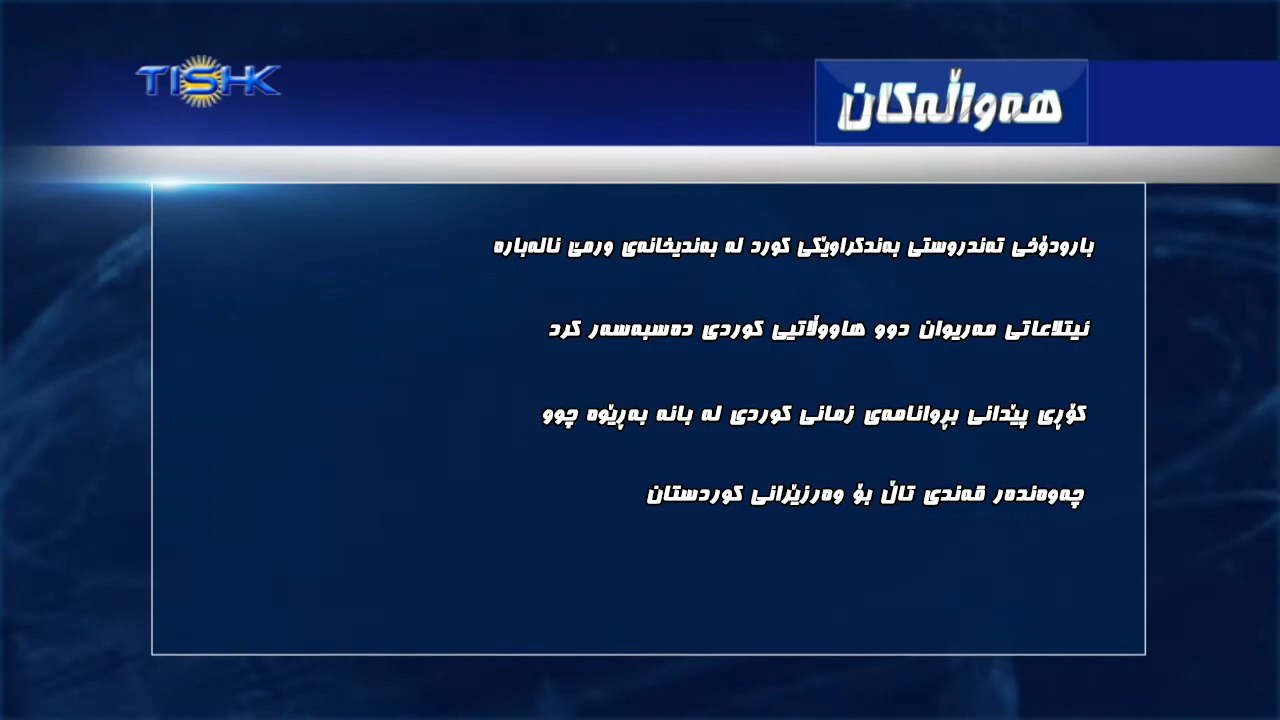 TISHK
هەواڵەکان
بارودۆخی تەندروستی بەندکراوێکی کورد لە بەندیخانەی ورمێ نالەبارە
ئیتلاعاتی مەریوان دوو هاووڵاتیی کوردی دەسبەسەر کرد
کۆڕی پێدانی بڕوانامەی زمانی کوردی لە بانە بەڕێوە چوو
چەوەندەر قەندی تاڵ بۆ وەرزێرانی کوردستان